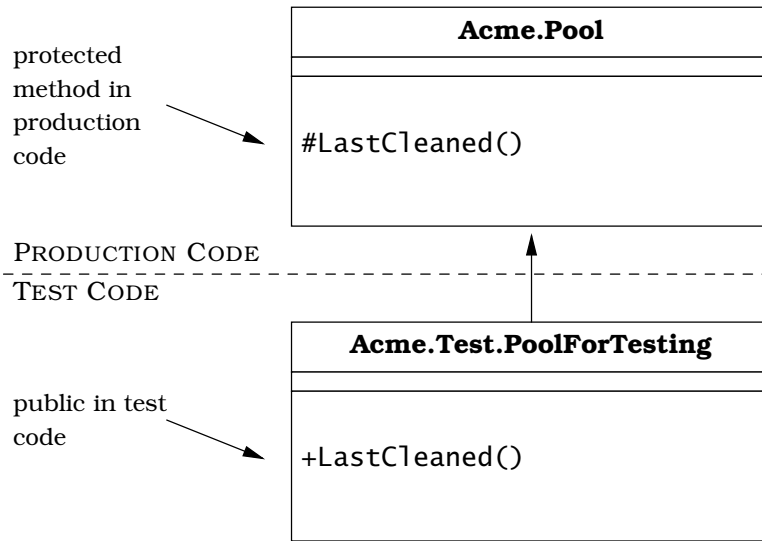 Acme.Pool
protected
method in
production
code
#LastCleaned()
PRODUCTION CODE
TEST CODE
Acme.Test.PoolForTesting
public in test
code
+LastCleaned()